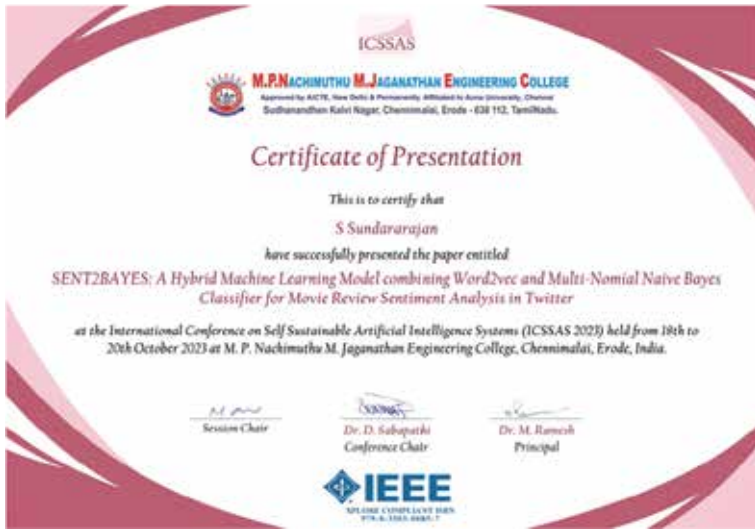 ICSSAS
M.P.NACHIMUTHU M.JAGANATHAN ENGINEERING COLLEGE
Approved by AICTE, New Delhi & Permanently Affiliated to Anna University, Chennai
Sudhanandhen Kalvi Nagar, Chennimalai, Erode - 638 112, TamilNadu.
Certificate of Presentation
This is to certify that
S Sundararajan
have successfully presented the paper entitled
SENT2BAYES: A Hybrid Machine Learning Model combining Word2vec and Multi-Nomial Naive Bayes
Classifier for Movie Review Sentiment Analysis in Twitter
at the International Conference on Self Sustainable Artificial Intelligence Systems (ICSSAS 2023) held from 18th to
20th October 2023 at M. P. Nachimuthu M. Jaganathan Engineering College, Chennimalai, Erode, India.
Session Chair
Dr. D. Sabapathi
Conference Chair
Dr. M. Ramesh
Principal
IEEE
XPLORE COMPLIANT ISBN